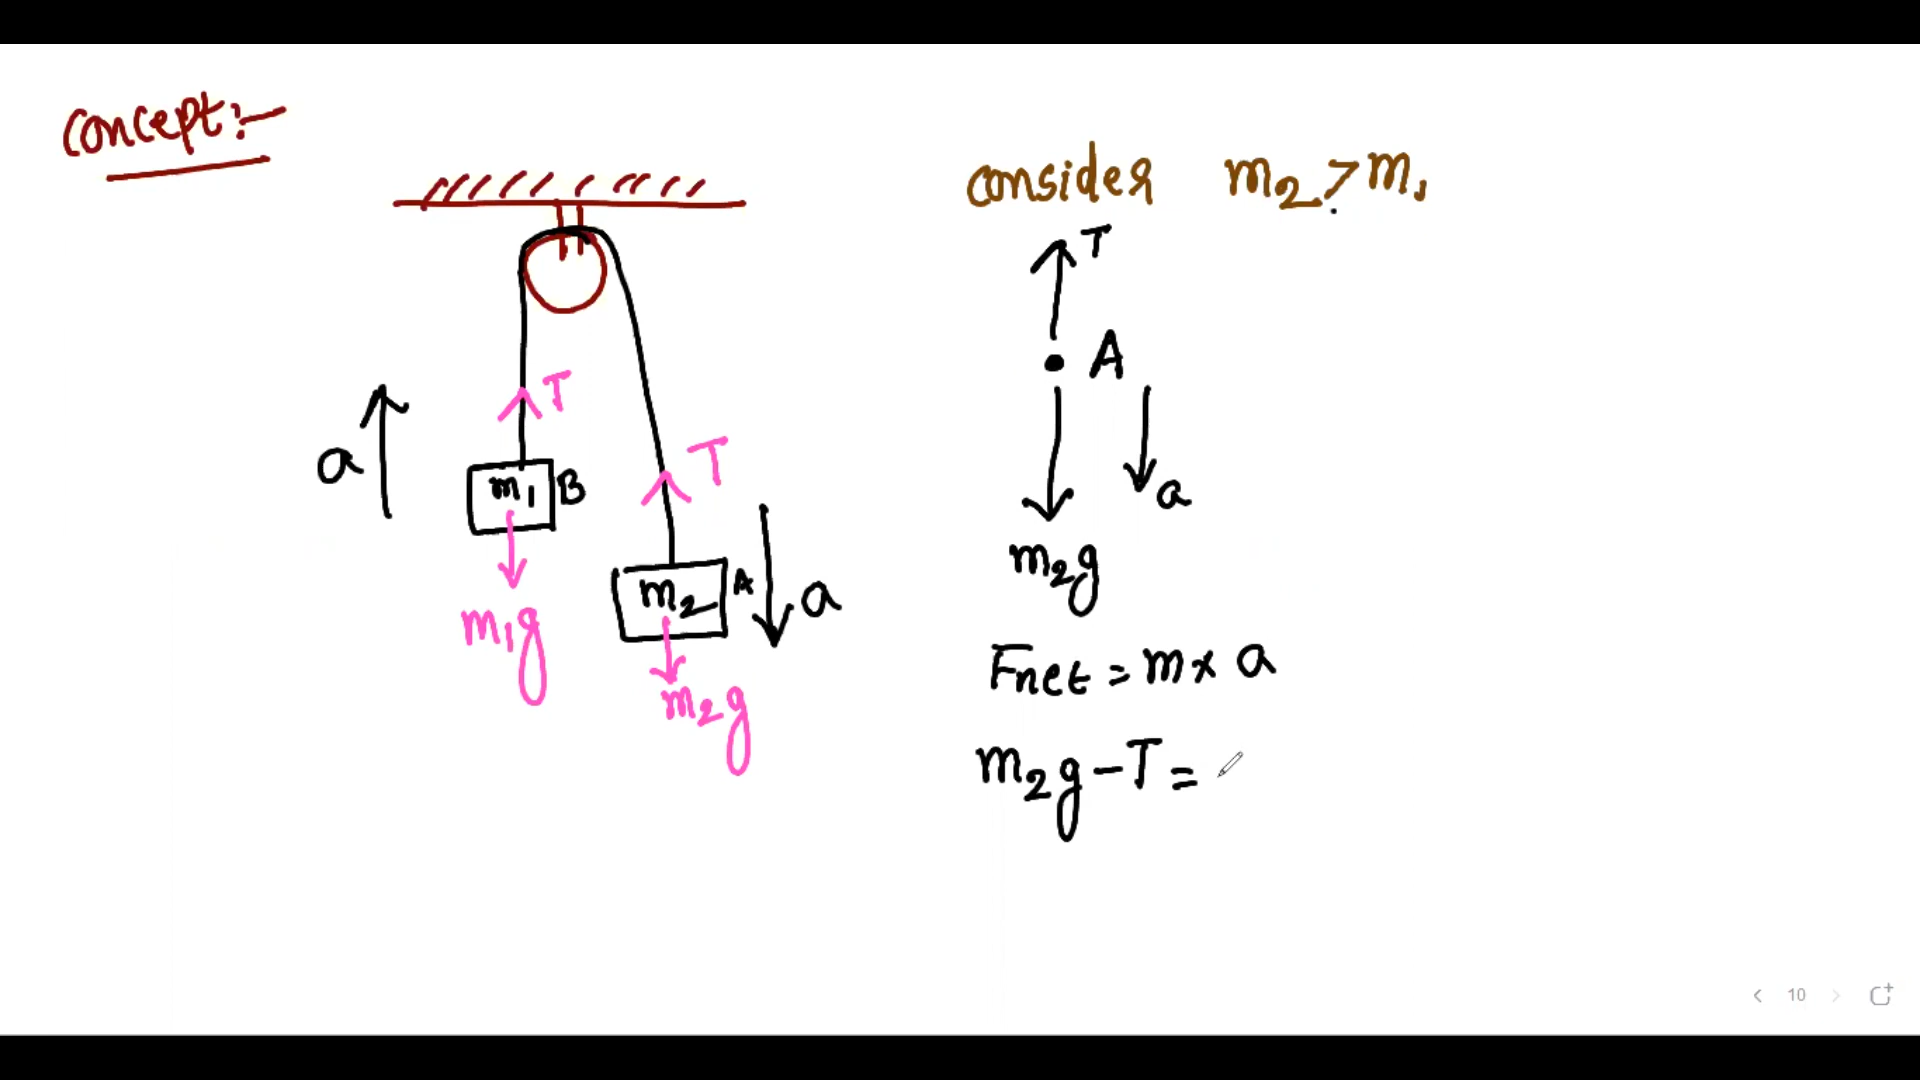 concept:-
consider m2 > m1
T
A
a
m2g
Fnet = m x a
m2g - T =
a
T
m1 B
m1g
T
m2 A
a
m2g
10